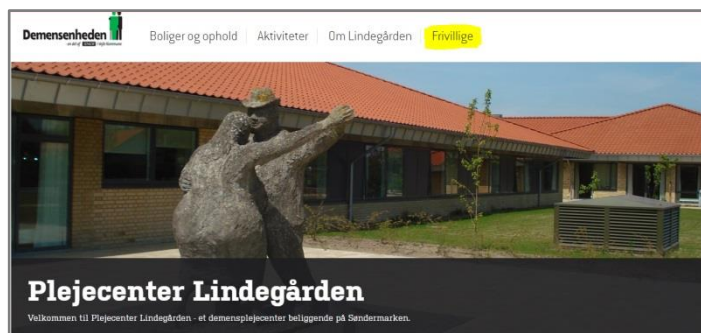 Demensenheden
Boliger og ophold
Aktiviteter
Om Lindegården
Frivillige
Plejecenter Lindegården
Velkommen til Plejecenter Lindegården - et demensplejecenter beliggende på Søndermarken.